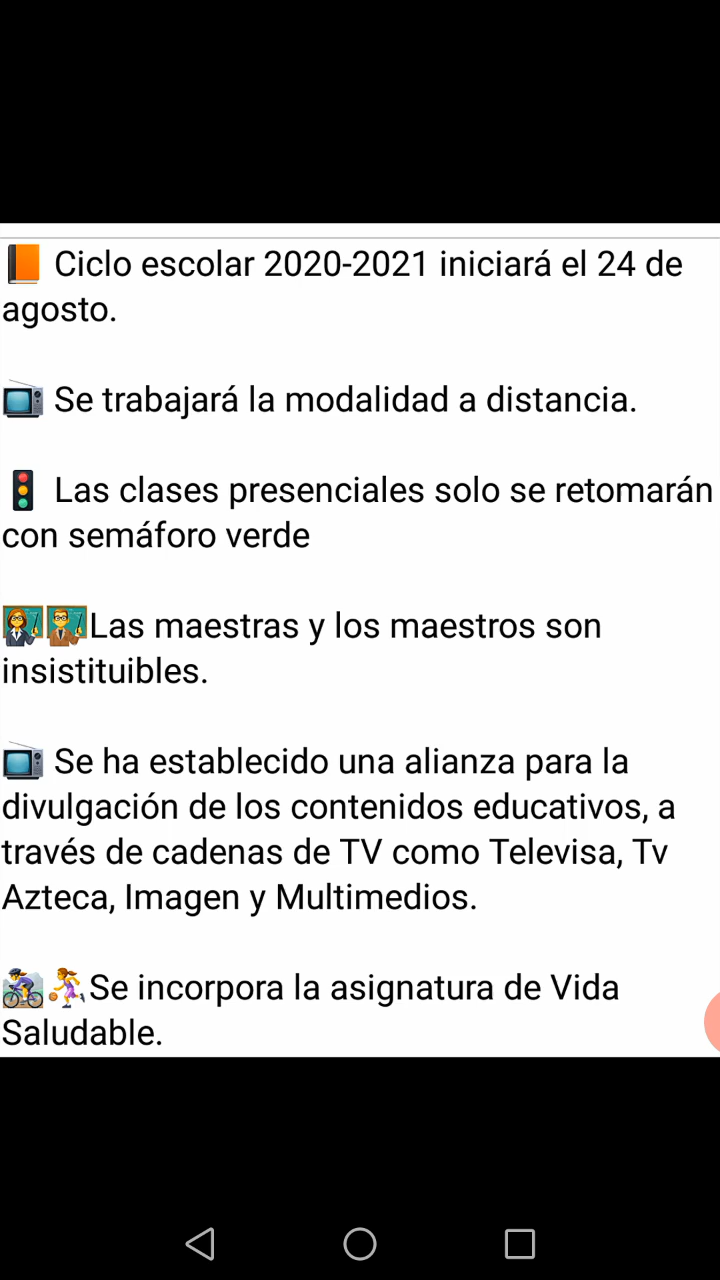 📙 Ciclo escolar 2020-2021 iniciará el 24 de
agosto.
📺 Se trabajará la modalidad a distancia.
🚦 Las clases presenciales solo se retomarán
con semáforo verde
👩‍🏫👨‍🏫Las maestras y los maestros son
insistituibles.
📺 Se ha establecido una alianza para la
divulgación de los contenidos educativos, a
través de cadenas de TV como Televisa, Tv
Azteca, Imagen y Multimedios.
🚵‍♀️⛹️‍♀️Se incorpora la asignatura de Vida
Saludable.